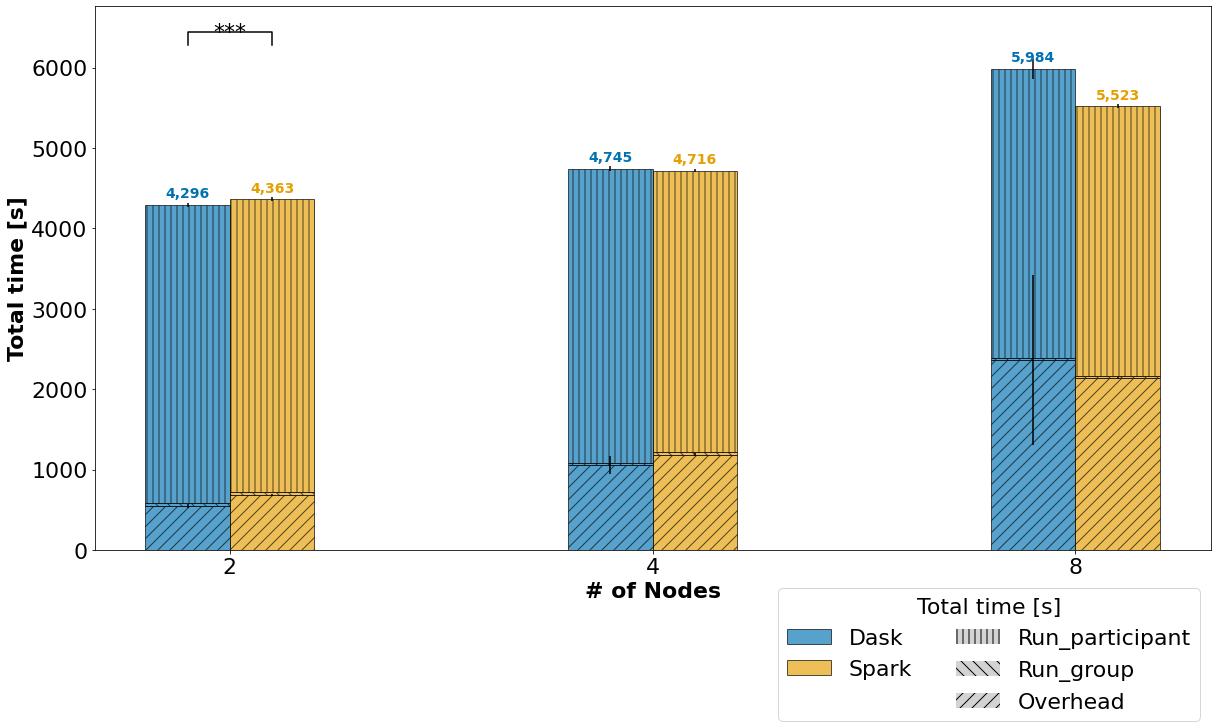 ***
6000
5000
4000
3000
2000
1000
0
Total time [s]
4,296
4,363
4,745
4,716
5,984
5,523
2
4
8
# of Nodes
Total time [s]
Dask
Spark
Run_participant
Run_group
Overhead